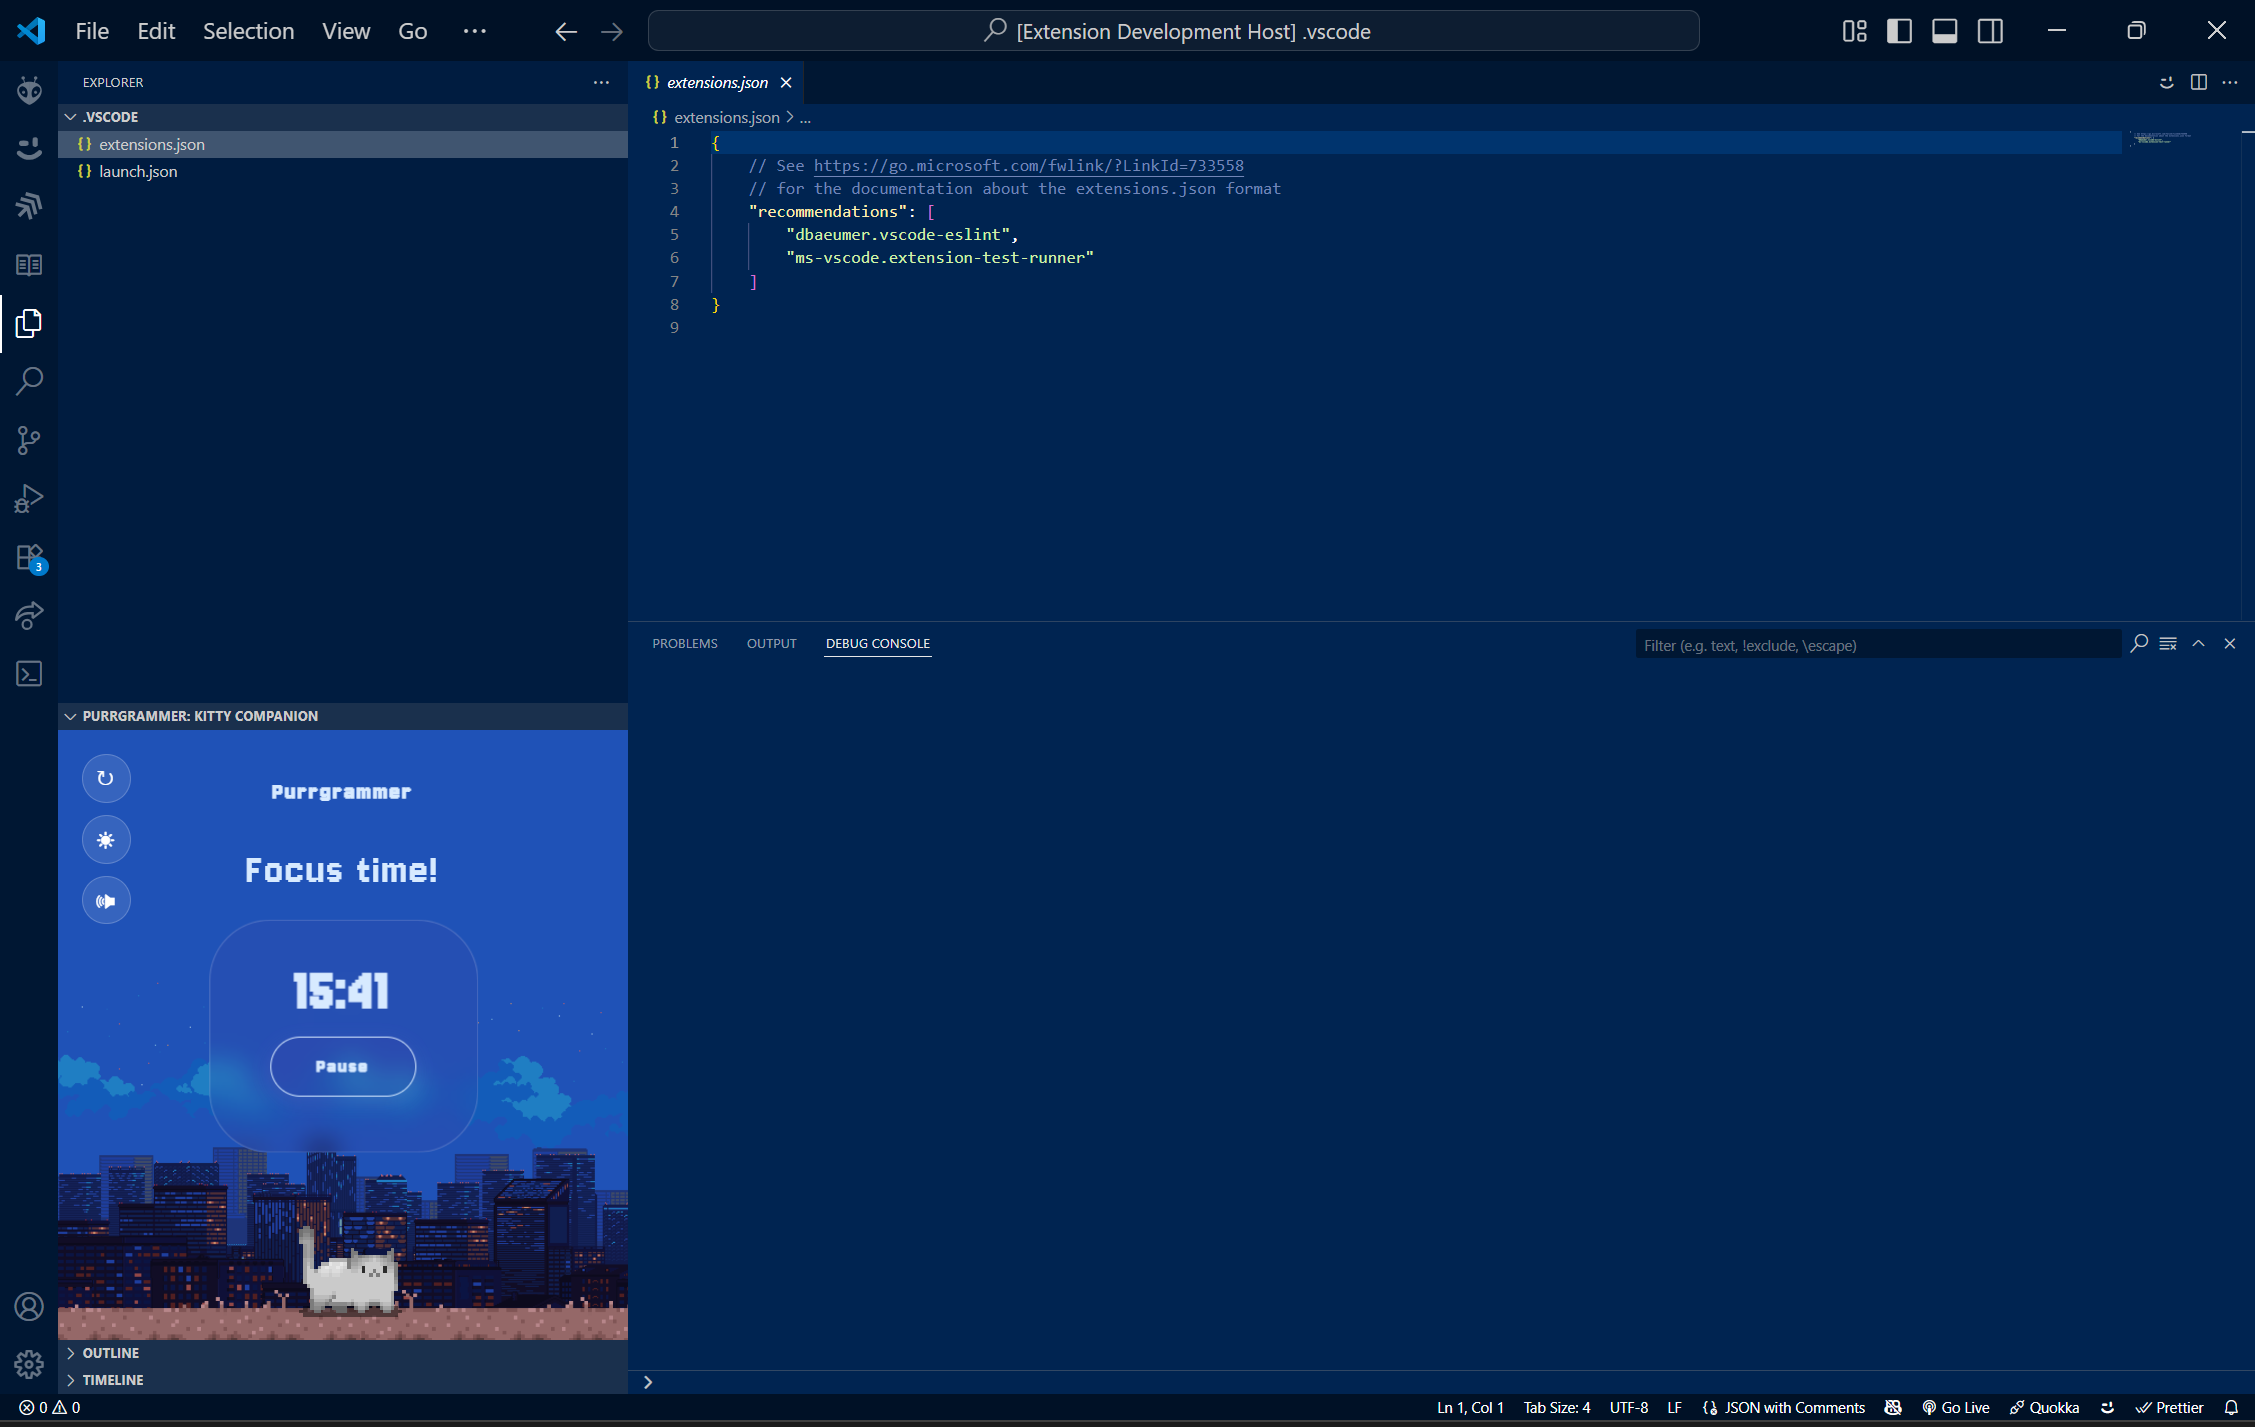 File Edit Selection View Go ···
[Extension Development Host] .vscode
EXPLORER
.VSCODE
{} extensions.json
{} launch.json
3
{} extensions.json
{} extensions.json > ...
1 {
2 // See https://go.microsoft.com/fwlink/?LinkId=733558
3 // for the documentation about the extensions.json format
4 "recommendations": [
5 "dbaeumer.vscode-eslint",
6 "ms-vscode.extension-test-runner"
7 ]
8 }
9
PROBLEMS OUTPUT DEBUG CONSOLE
Filter (e.g. text, !exclude, \escape)
PURRGRAMMER: KITTY COMPANION
Purrgrammer
Focus time!
15:41
Pause
OUTLINE
TIMELINE
0 0
Ln 1, Col 1 Tab Size: 4 UTF-8 LF JSON with Comments Go Live Quokka Prettier